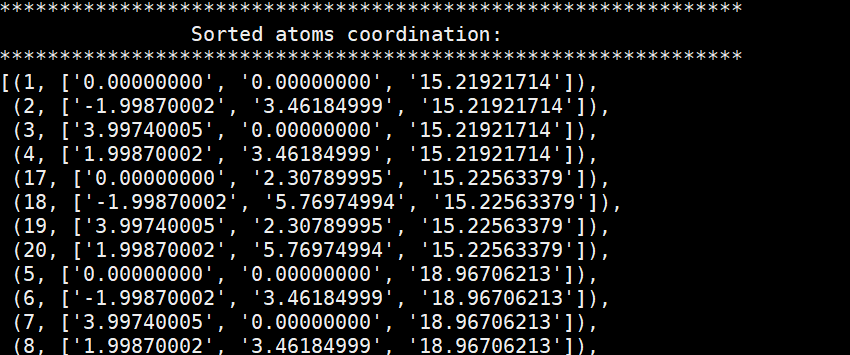 **************************************************************
Sorted atoms coordination:
**************************************************************
[(1, ['0.00000000', '0.00000000', '15.21921714']),
(2, ['-1.99870002', '3.46184999', '15.21921714']),
(3, ['3.99740005', '0.00000000', '15.21921714']),
(4, ['1.99870002', '3.46184999', '15.21921714']),
(17, ['0.00000000', '2.30789995', '15.22563379']),
(18, ['-1.99870002', '5.76974994', '15.22563379']),
(19, ['3.99740005', '2.30789995', '15.22563379']),
(20, ['1.99870002', '5.76974994', '15.22563379']),
(5, ['0.00000000', '0.00000000', '18.96706213']),
(6, ['-1.99870002', '3.46184999', '18.96706213']),
(7, ['3.99740005', '0.00000000', '18.96706213']),
(8, ['1.99870002', '3.46184999', '18.96706213']),